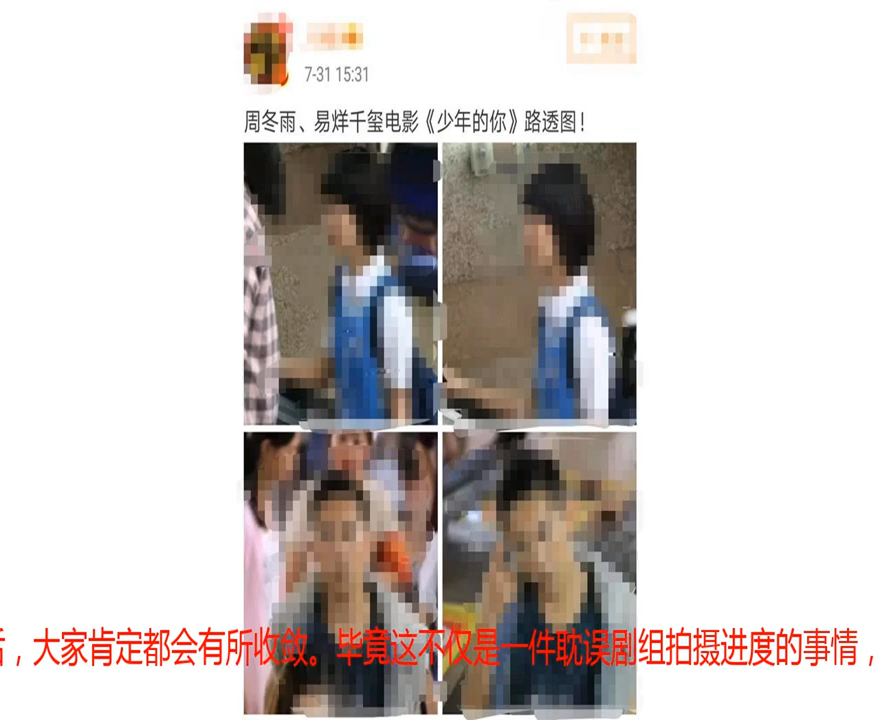 7-31 15:31
周冬雨、易烊千玺电影《少年的你》路透图！
，大家肯定都会有所收敛。毕竟这不仅是一件耽误剧组拍摄进度的事情，